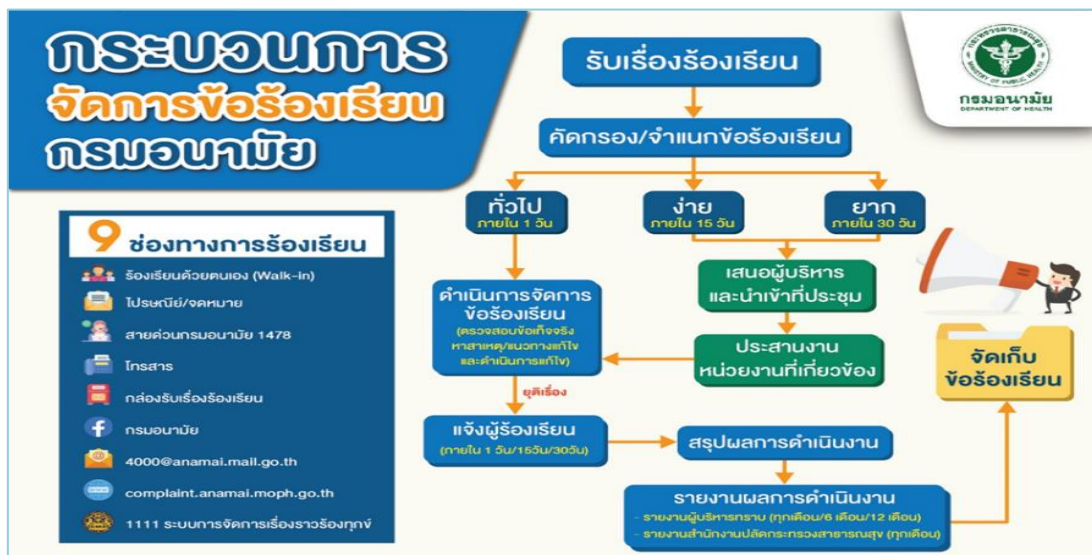 กระบวนการ
จัดการข้อร้องเรียน
กรมอนามัย
9 ช่องทางการร้องเรียน
ร้องเรียนด้วยตนเอง (Walk-in)
ไปรษณีย์/จดหมาย
สายด่วนกรมอนามัย 1478
โทรสาร
กล่องรับเรื่องร้องเรียน
กรมอนามัย
4000@anamai.mail.go.th
complaint.anamai.moph.go.th
1111 ระบบการจัดการเรื่องราวร้องทุกข์
รับเรื่องร้องเรียน
คัดกรอง/จำแนกข้อร้องเรียน
ทั่วไป
ภายใน 1 วัน
ง่าย
ภายใน 15 วัน
ยาก
ภายใน 30 วัน
เสนอผู้บริหาร
และนำเข้าที่ประชุม
ประสานงาน
หน่วยงานที่เกี่ยวข้อง
ดำเนินการจัดการ
ข้อร้องเรียน
(ตรวจสอบข้อเท็จจริง
หาสาเหตุ/แนวทางแก้ไข
และดำเนินการแก้ไข)
ยุติเรื่อง
แจ้งผู้ร้องเรียน
(ภายใน 1 วัน/15วัน/30วัน)
สรุปผลการดำเนินงาน
รายงานผลการดำเนินงาน
- รายงานผู้บริหารทราบ (ทุกเดือน/6 เดือน/12 เดือน)
- รายงานสำนักงานปลัดกระทรวงสาธารณสุข (ทุกเดือน)
จัดเก็บ
ข้อร้องเรียน
กระทรวงสาธารณสุข
MINISTRY OF PUBLIC HEALTH
กรมอนามัย
DEPARTMENT OF HEALTH